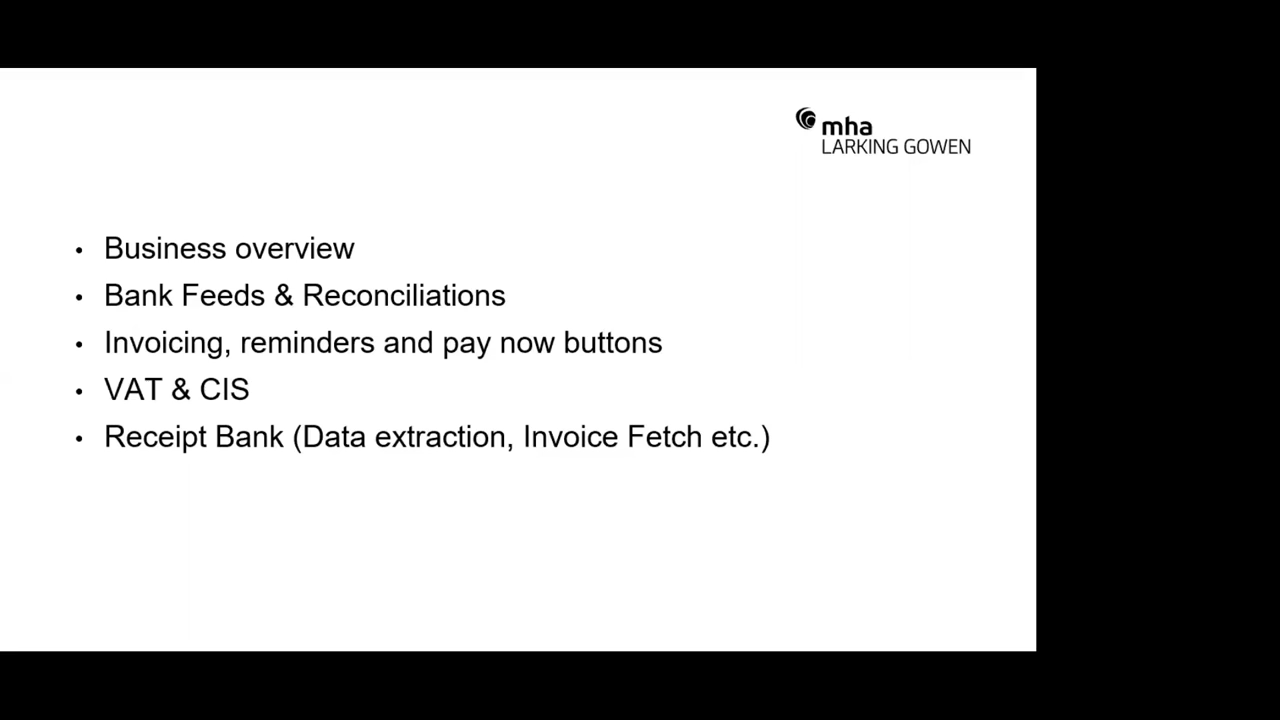 mha
LARKING GOWEN
• Business overview
• Bank Feeds & Reconciliations
• Invoicing, reminders and pay now buttons
• VAT & CIS
• Receipt Bank (Data extraction, Invoice Fetch etc.)